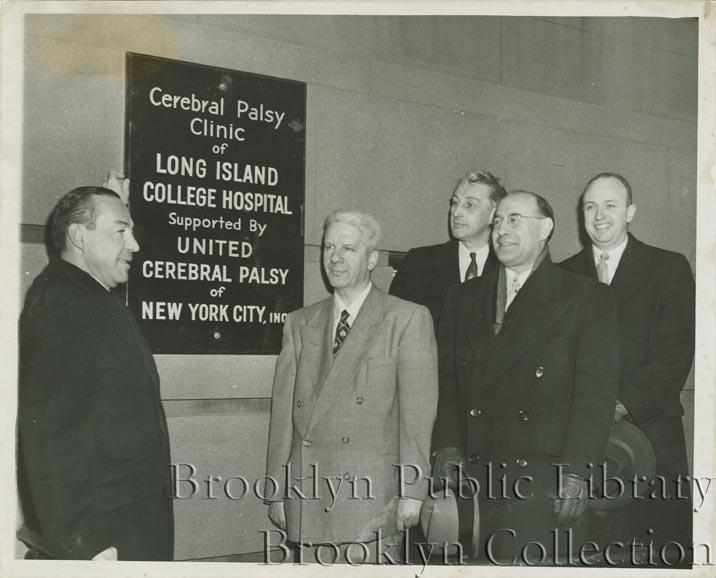 Cerebral Palsy
Clinic
of
LONG ISLAND
COLLEGE HOSPITAL
Supported By
UNITED
CEREBRAL PALSY
of
NEW YORK CITY, INC.
Brooklyn Public Library
Brooklyn Collection